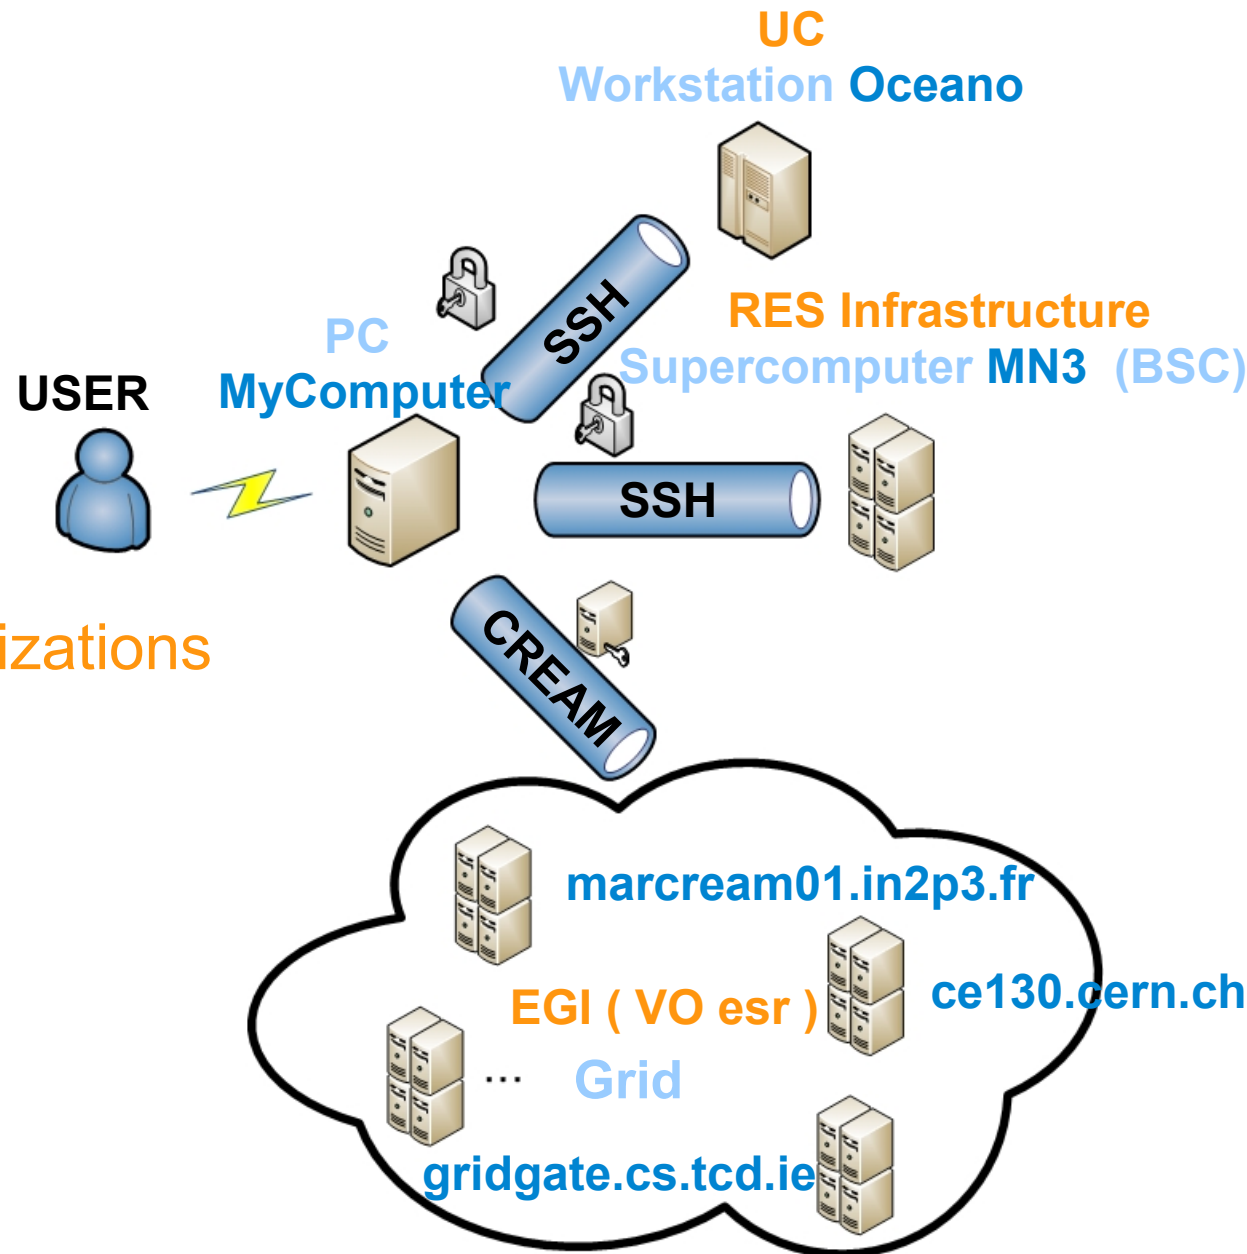 UC
Workstation Oceano
SSH
RES Infrastructure
Supercomputer MN3 (BSC)
PC
MyComputer
USER
SSH
izations
CREAM
marcream01.in2p3.fr
ce130.cern.ch
EGI ( VO esr )
... Grid
gridgate.cs.tcd.ie